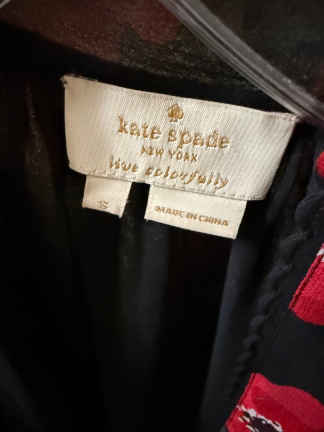 kate spade
NEW YORK
live colorfully
MADE IN CHINA